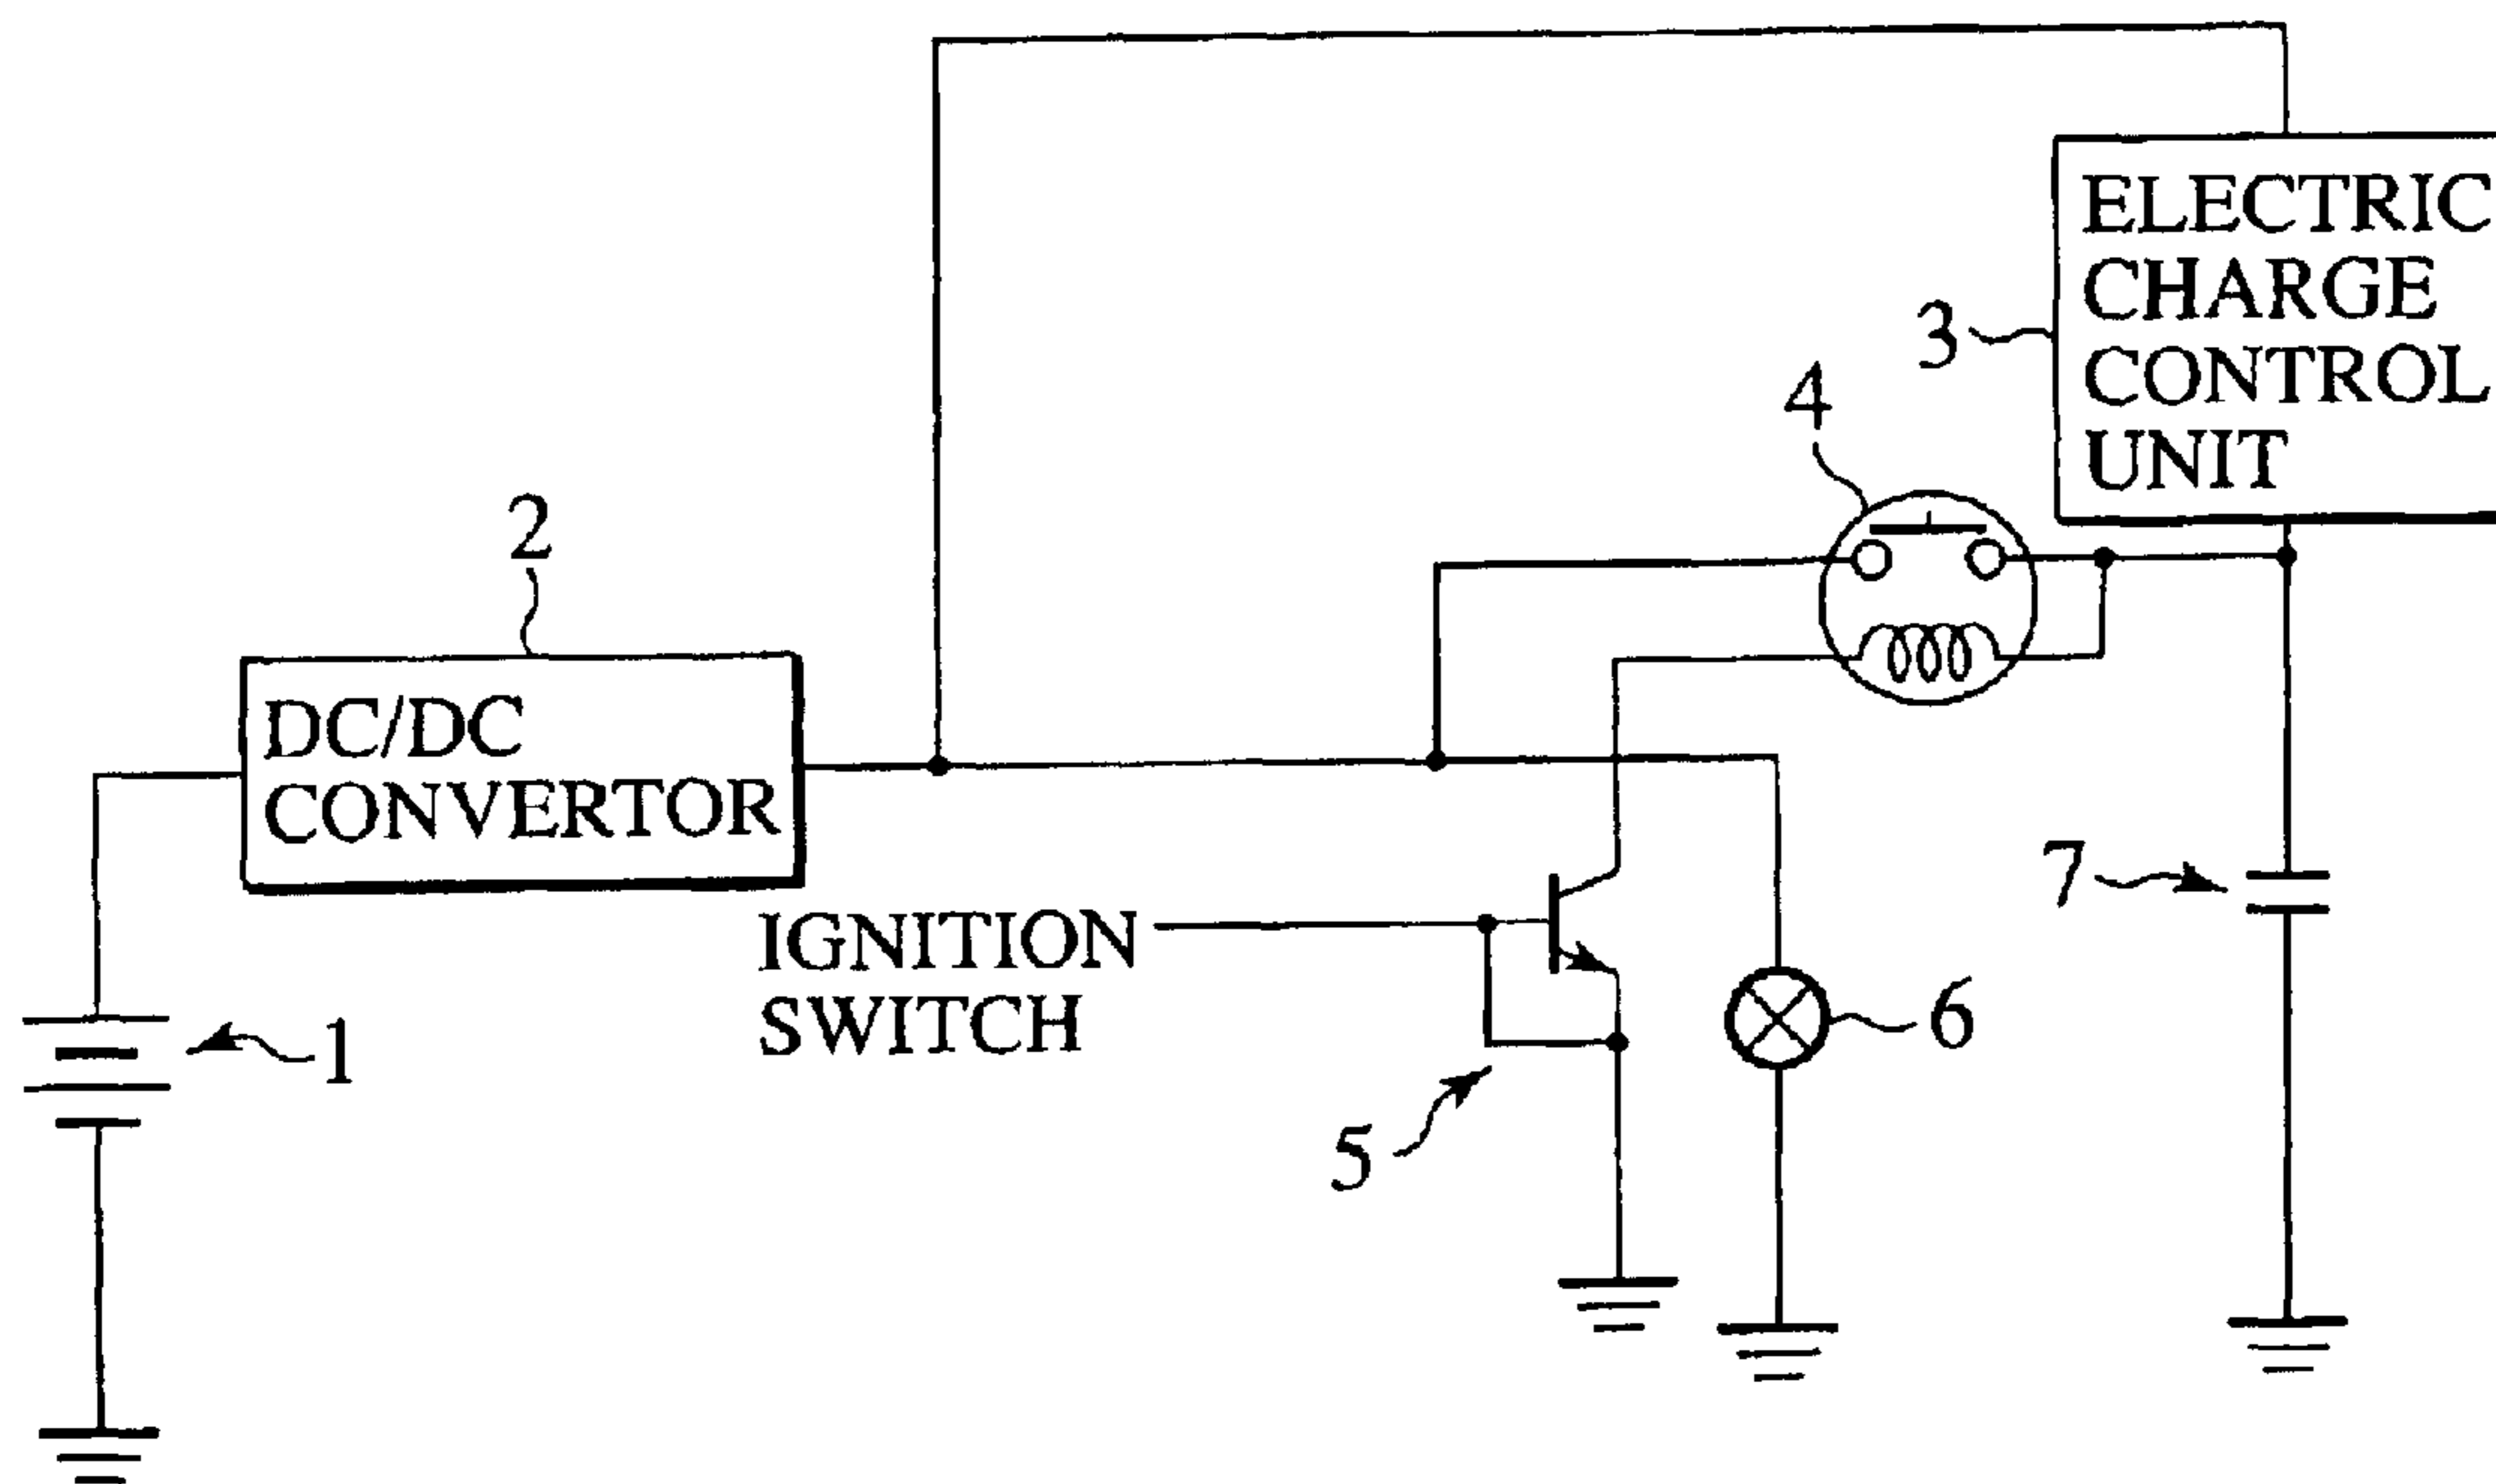 ELECTRIC
CHARGE
CONTROL
UNIT
3
4
2
DC/DC
CONVERTOR
7
IGNITION
SWITCH
6
1
5